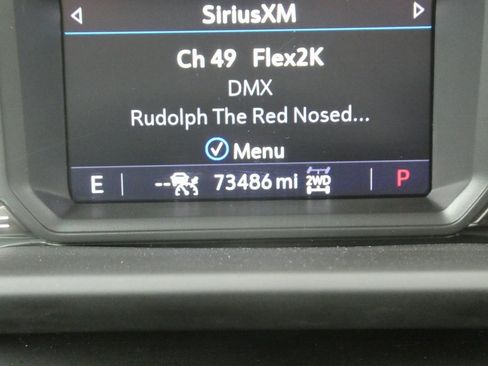 SiriusXM
Ch 49 Flex2K
DMX
Rudolph The Red Nosed...
Menu
E -- 73486 mi 2WD P